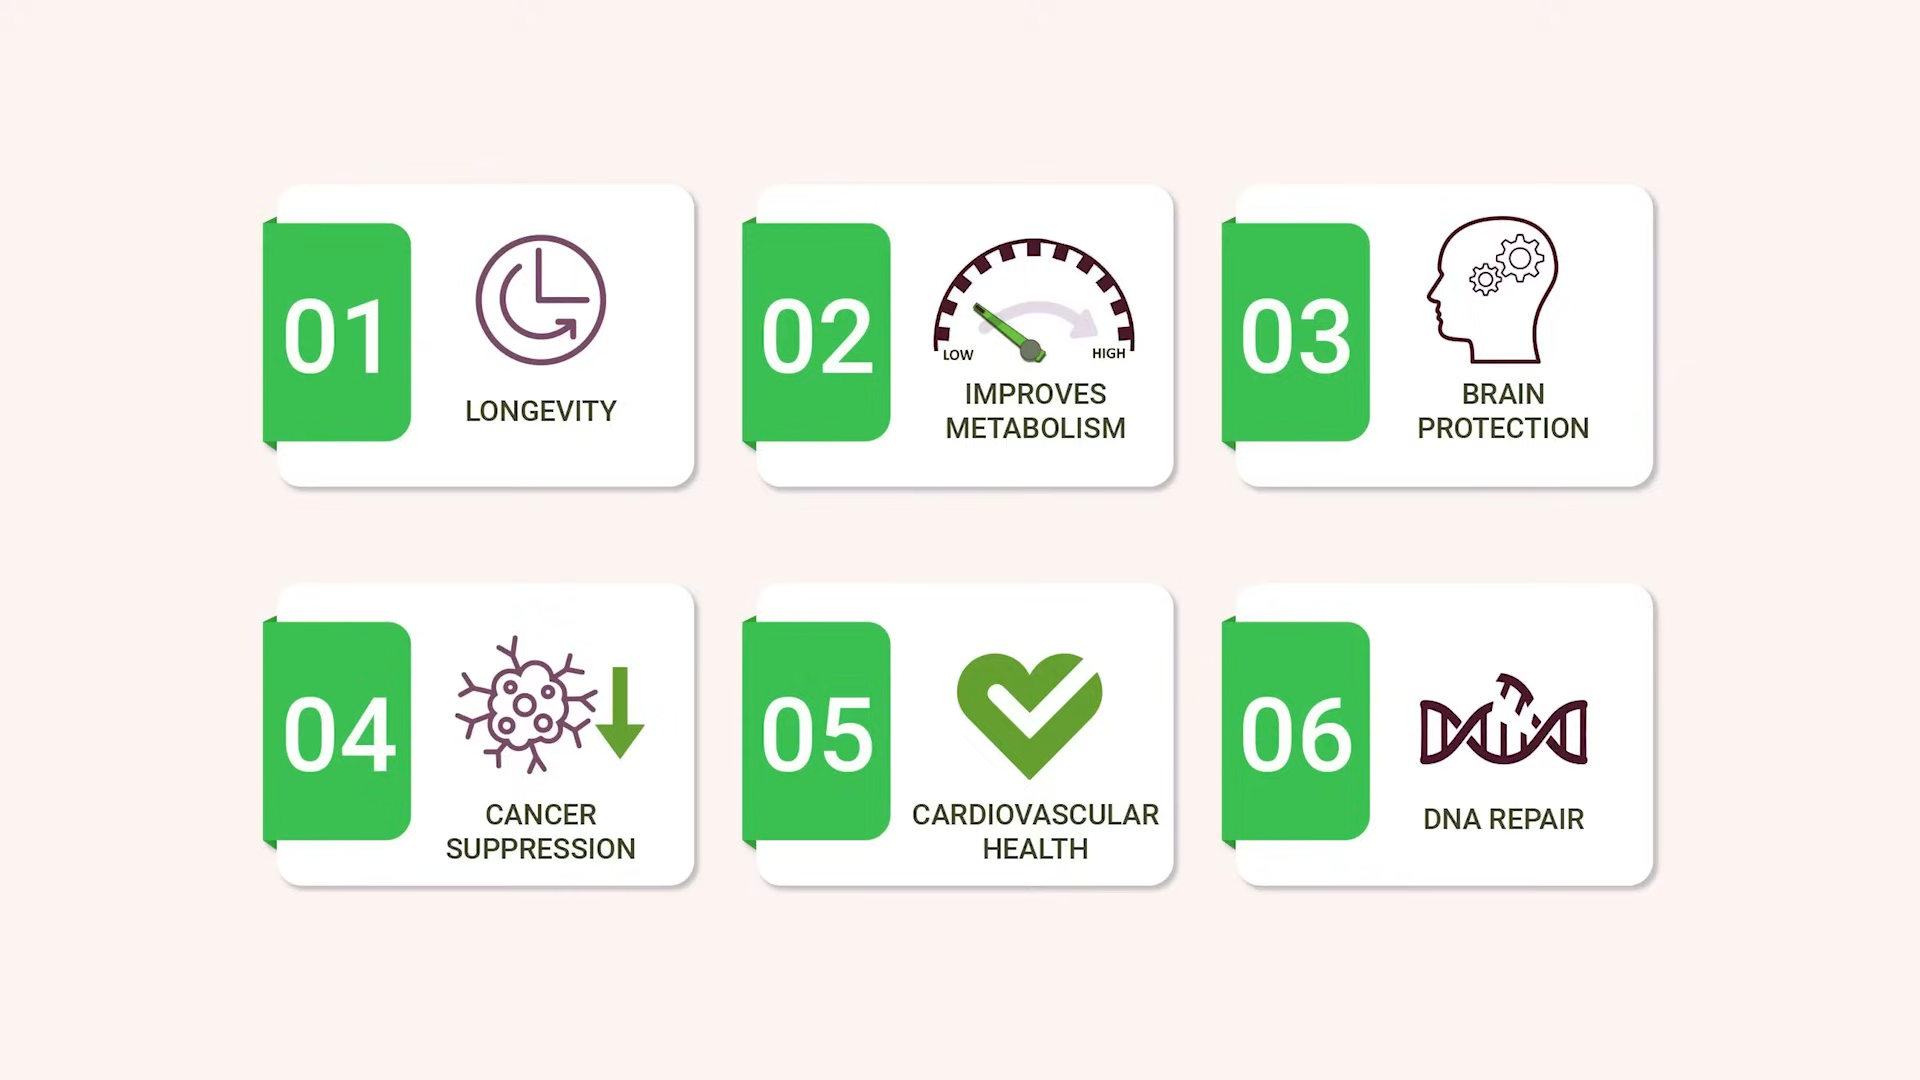 01
LONGEVITY
02
LOW
HIGH
IMPROVES
METABOLISM
03
BRAIN
PROTECTION
04
CANCER
SUPPRESSION
05
CARDIOVASCULAR
HEALTH
06
DNA REPAIR